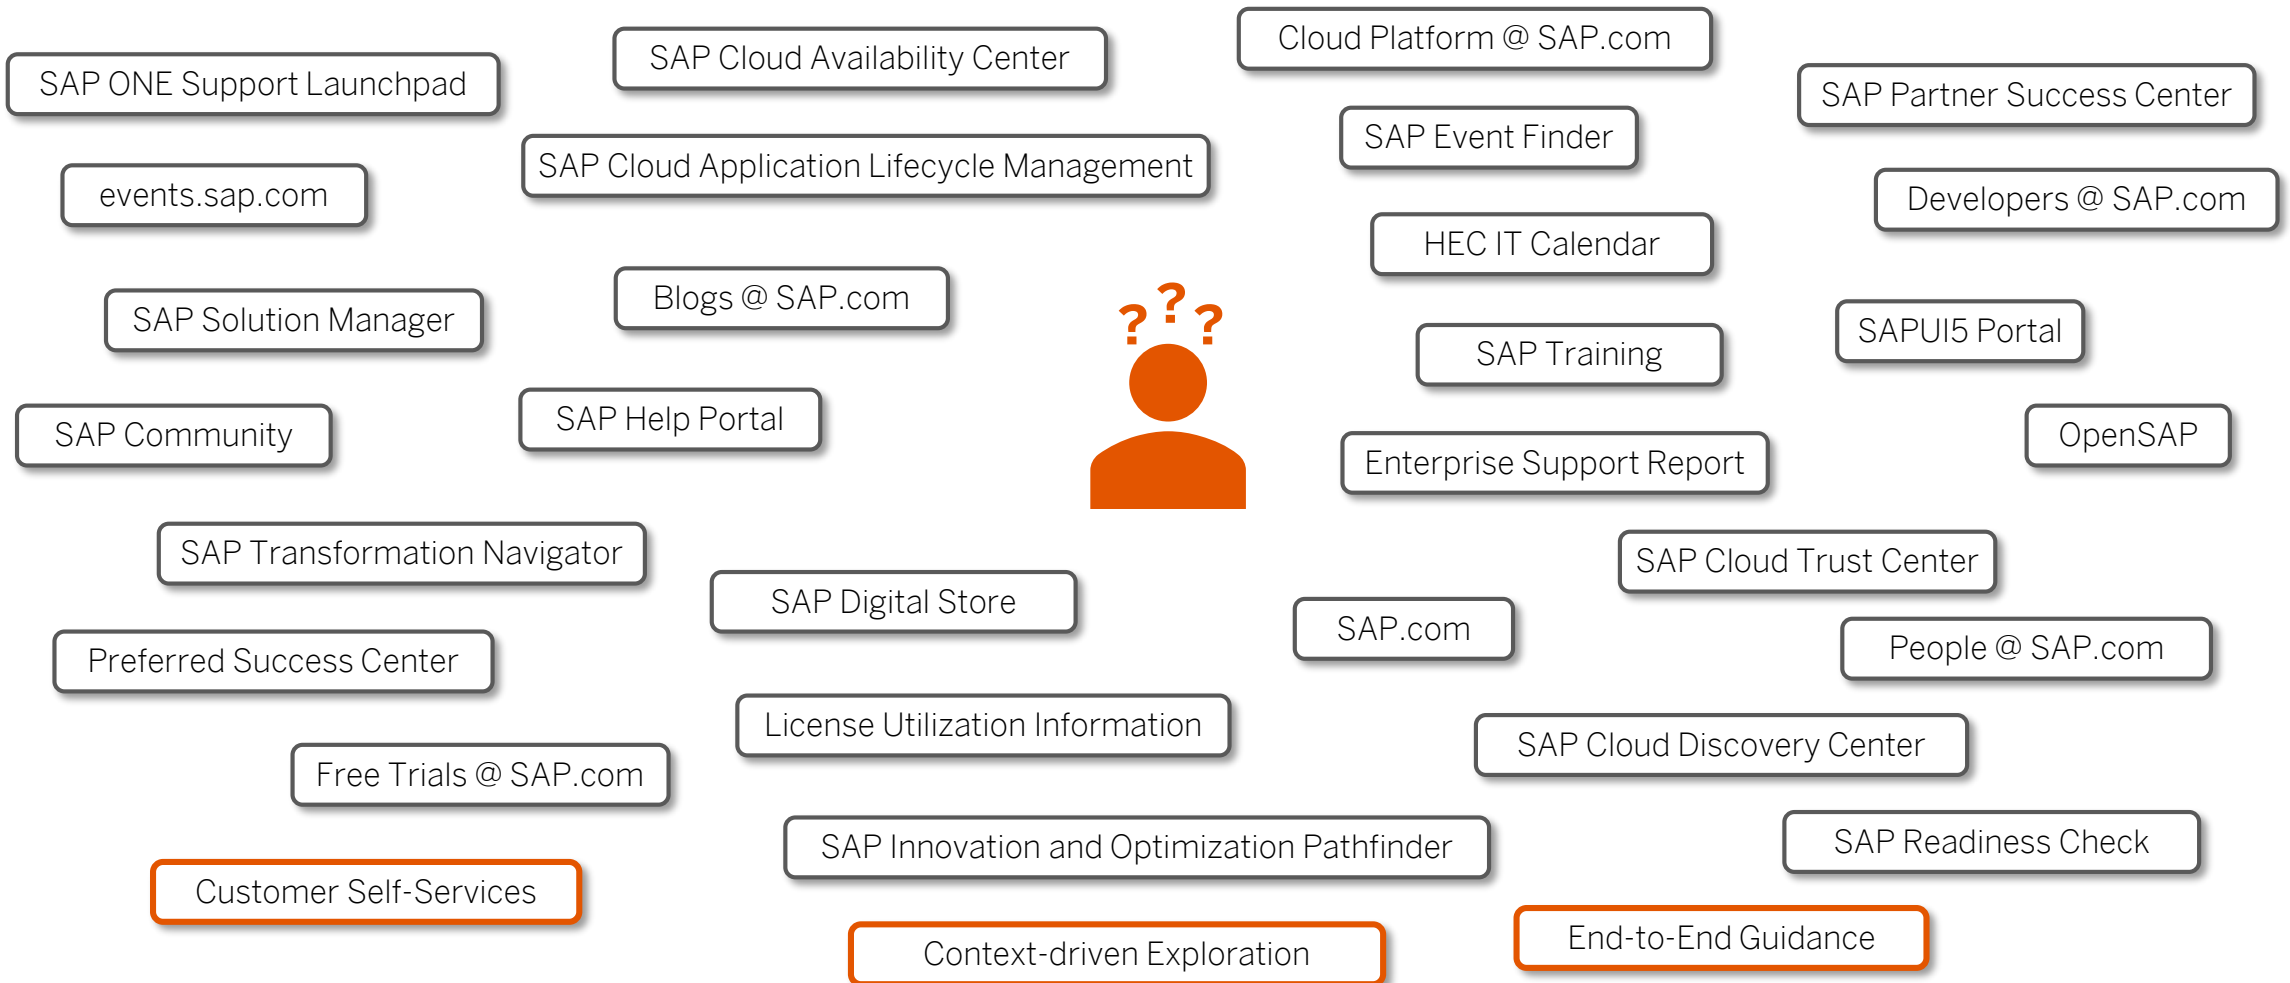 Cloud Platform @ SAP.com
SAP Cloud Availability Center
SAP ONE Support Launchpad
SAP Partner Success Center
SAP Event Finder
SAP Cloud Application Lifecycle Management
events.sap.com
Developers @ SAP.com
HEC IT Calendar
Blogs @ SAP.com
SAP Solution Manager
???
SAPUI5 Portal
SAP Training
SAP Help Portal
SAP Community
OpenSAP
Enterprise Support Report
SAP Transformation Navigator
SAP Cloud Trust Center
SAP Digital Store
SAP.com
People @ SAP.com
Preferred Success Center
License Utilization Information
SAP Cloud Discovery Center
Free Trials @ SAP.com
SAP Innovation and Optimization Pathfinder
SAP Readiness Check
Customer Self-Services
End-to-End Guidance
Context-driven Exploration